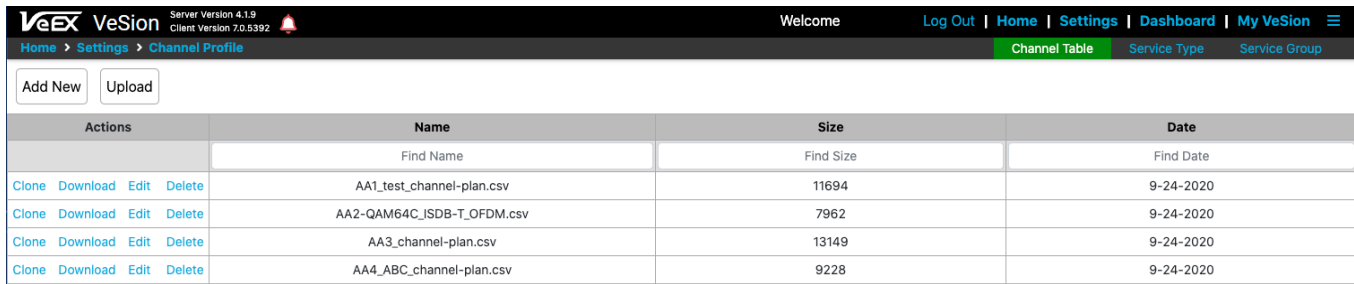 VeEX VeSion Server Version 4.1.9 Client Version 7.0.5392 Welcome Log Out | Home | Settings | Dashboard | My VeSion
Home > Settings > Channel Profile Channel Table Service Type Service Group
Add New Upload
Actions Name Size Date
Find Name Find Size Find Date
Clone Download Edit Delete AA1_test_channel-plan.csv 11694 9-24-2020
Clone Download Edit Delete AA2-QAM64C_ISDB-T_OFDM.csv 7962 9-24-2020
Clone Download Edit Delete AA3_channel-plan.csv 13149 9-24-2020
Clone Download Edit Delete AA4_ABC_channel-plan.csv 9228 9-24-2020